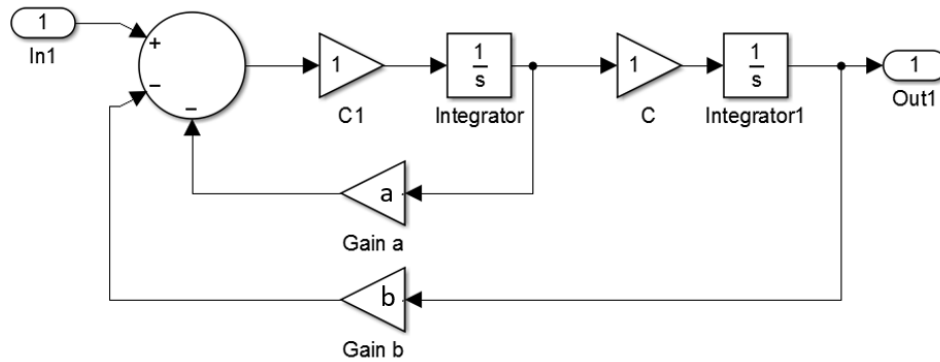 1
In1
+
−
−
1
C1
1
s
Integrator
1
C
1
s
Integrator1
1
Out1
a
Gain a
b
Gain b